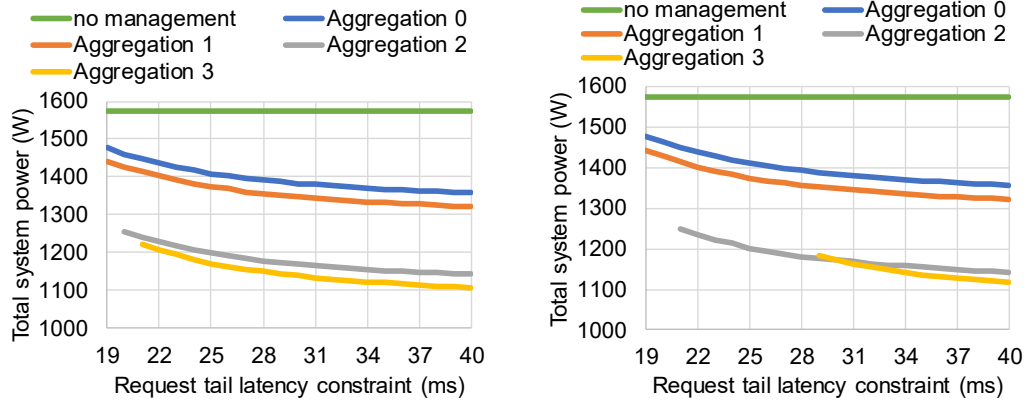 no management
Aggregation 0
Aggregation 1
Aggregation 2
Aggregation 3
Total system power (W)
1600
1500
1400
1300
1200
1100
1000
19 22 25 28 31 34 37 40
Request tail latency constraint (ms)
no management
Aggregation 0
Aggregation 1
Aggregation 2
Aggregation 3
Total system power (W)
1600
1500
1400
1300
1200
1100
1000
19 22 25 28 31 34 37 40
Request tail latency constraint (ms)